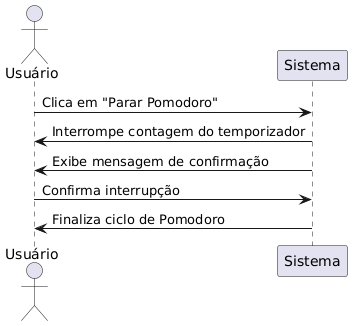 Usuário
Sistema
Clica em "Parar Pomodoro"
Interrompe contagem do temporizador
Exibe mensagem de confirmação
Confirma interrupção
Finaliza ciclo de Pomodoro
Usuário
Sistema